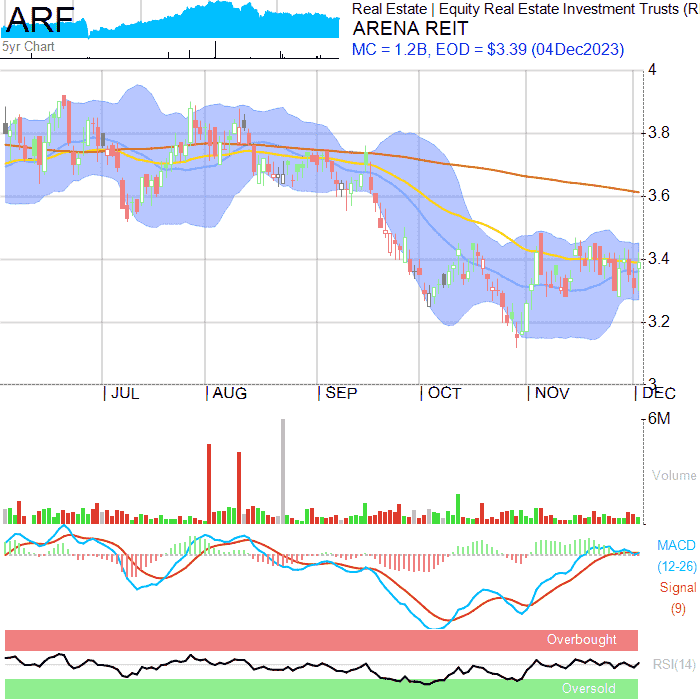 ARF
Real Estate | Equity Real Estate Investment Trusts (R
ARENA REIT
5yr Chart
MC = 1.2B, EOD = $3.39 (04Dec2023)
4
3.8
3.6
3.4
3.2
3
JUL AUG SEP OCT NOV DEC
6M
Volume
MACD
(12-26)
Signal
(9)
Overbought
RSI(14)
Oversold